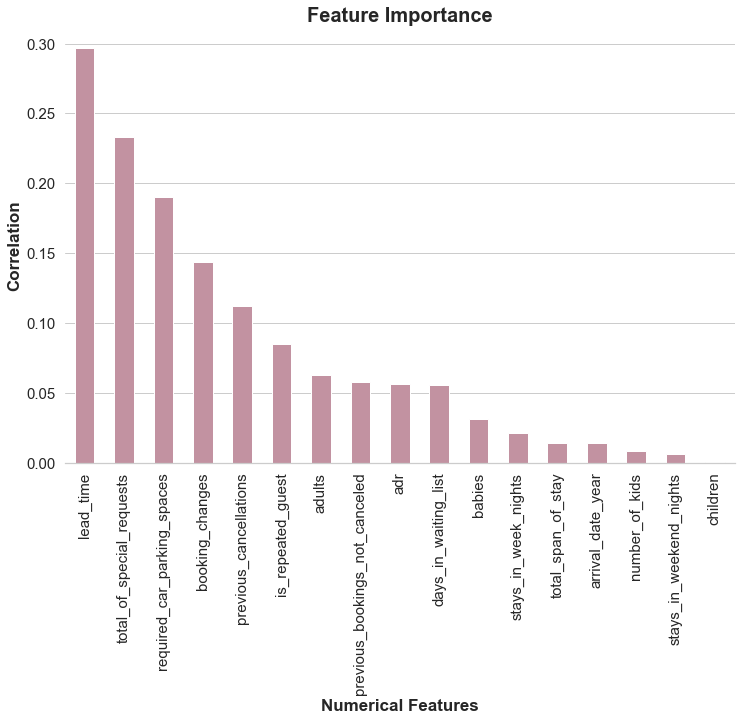 Feature Importance
Correlation
0.30
0.25
0.20
0.15
0.10
0.05
0.00
lead_time
total_of_special_requests
required_car_parking_spaces
booking_changes
previous_cancellations
is_repeated_guest
adults
previous_bookings_not_canceled
adr
days_in_waiting_list
babies
stays_in_week_nights
total_span_of_stay
arrival_date_year
number_of_kids
stays_in_weekend_nights
children
Numerical Features